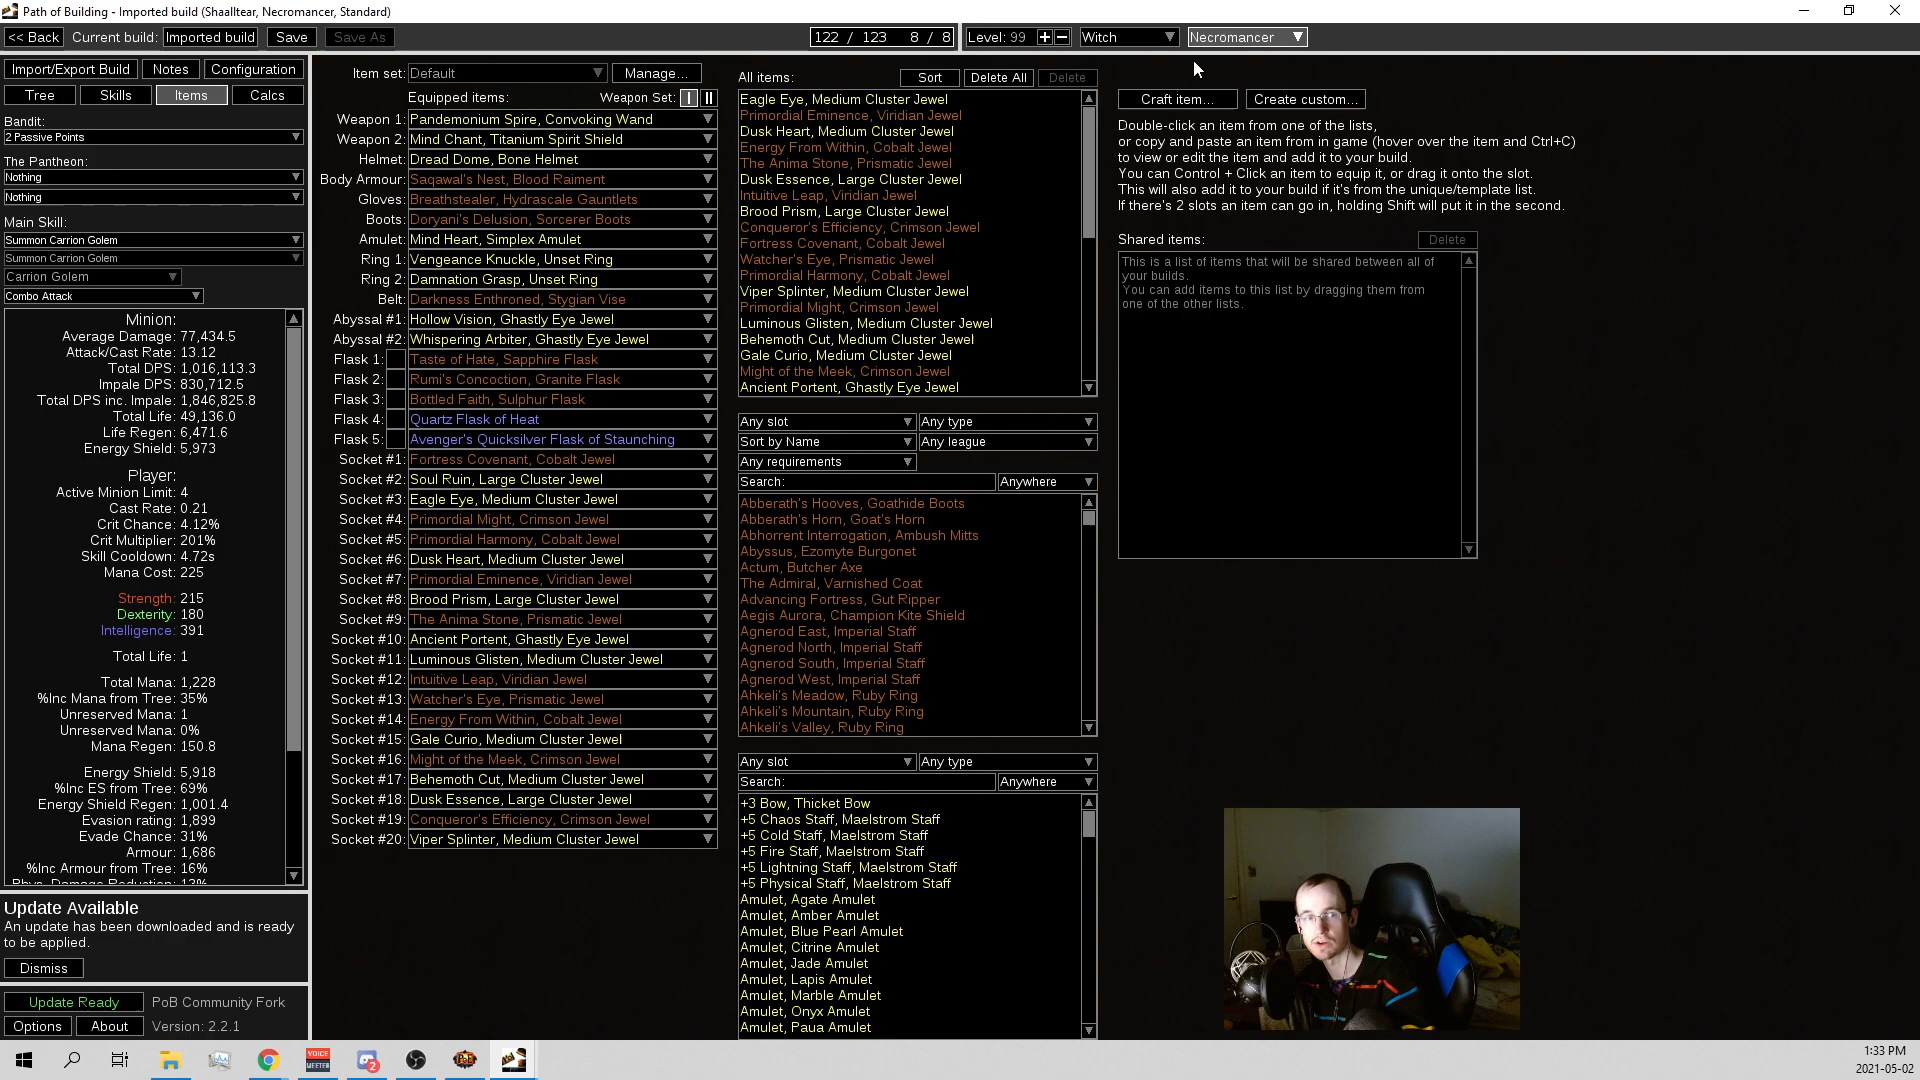 Path of Building - Imported build (Shaalltear, Necromancer, Standard)
<< Back Current build: Imported build Save Save As 122 / 123 8 / 8 Level: 99 + − Witch Necromancer
Import/Export Build Notes Configuration
Tree Skills Items Calcs
Bandit:
2 Passive Points
The Pantheon:
Nothing
Nothing
Main Skill:
Summon Carrion Golem
Summon Carrion Golem
Carrion Golem
Combo Attack
Minion:
Average Damage: 77,434.5
Attack/Cast Rate: 13.12
Total DPS: 1,016,113.3
Impale DPS: 830,712.5
Total DPS inc. Impale: 1,846,825.8
Total Life: 49,136.0
Life Regen: 6,471.6
Energy Shield: 5,973
Player:
Active Minion Limit: 4
Cast Rate: 0.21
Crit Chance: 4.12%
Crit Multiplier: 201%
Skill Cooldown: 4.72s
Mana Cost: 225
Strength: 215
Dexterity: 180
Intelligence: 391
Total Life: 1
Total Mana: 1,228
%Inc Mana from Tree: 35%
Unreserved Mana: 1
Unreserved Mana: 0%
Mana Regen: 150.8
Energy Shield: 5,918
%Inc ES from Tree: 69%
Energy Shield Regen: 1,001.4
Evasion rating: 1,899
Evade Chance: 31%
Armour: 1,686
%Inc Armour from Tree: 16%
Phys. Damage Reduction: 13%
Update Available
An update has been downloaded and is ready
to be applied.
Dismiss
Update Ready PoB Community Fork
Options About Version: 2.2.1
Item set: Default Manage...
Equipped items: Weapon Set: I II
Weapon 1: Pandemonium Spire, Convoking Wand
Weapon 2: Mind Chant, Titanium Spirit Shield
Helmet: Dread Dome, Bone Helmet
Body Armour: Saqawal's Nest, Blood Raiment
Gloves: Breathstealer, Hydrascale Gauntlets
Boots: Doryani's Delusion, Sorcerer Boots
Amulet: Mind Heart, Simplex Amulet
Ring 1: Vengeance Knuckle, Unset Ring
Ring 2: Damnation Grasp, Unset Ring
Belt: Darkness Enthroned, Stygian Vise
Abyssal #1: Hollow Vision, Ghastly Eye Jewel
Abyssal #2: Whispering Arbiter, Ghastly Eye Jewel
Flask 1: Taste of Hate, Sapphire Flask
Flask 2: Rumi's Concoction, Granite Flask
Flask 3: Bottled Faith, Sulphur Flask
Flask 4: Quartz Flask of Heat
Flask 5: Avenger's Quicksilver Flask of Staunching
Socket #1: Fortress Covenant, Cobalt Jewel
Socket #2: Soul Ruin, Large Cluster Jewel
Socket #3: Eagle Eye, Medium Cluster Jewel
Socket #4: Primordial Might, Crimson Jewel
Socket #5: Primordial Harmony, Cobalt Jewel
Socket #6: Dusk Heart, Medium Cluster Jewel
Socket #7: Primordial Eminence, Viridian Jewel
Socket #8: Brood Prism, Large Cluster Jewel
Socket #9: The Anima Stone, Prismatic Jewel
Socket #10: Ancient Portent, Ghastly Eye Jewel
Socket #11: Luminous Glisten, Medium Cluster Jewel
Socket #12: Intuitive Leap, Viridian Jewel
Socket #13: Watcher's Eye, Prismatic Jewel
Socket #14: Energy From Within, Cobalt Jewel
Socket #15: Gale Curio, Medium Cluster Jewel
Socket #16: Might of the Meek, Crimson Jewel
Socket #17: Behemoth Cut, Medium Cluster Jewel
Socket #18: Dusk Essence, Large Cluster Jewel
Socket #19: Conqueror's Efficiency, Crimson Jewel
Socket #20: Viper Splinter, Medium Cluster Jewel
All items: Sort Delete All Delete
Eagle Eye, Medium Cluster Jewel
Primordial Eminence, Viridian Jewel
Dusk Heart, Medium Cluster Jewel
Energy From Within, Cobalt Jewel
The Anima Stone, Prismatic Jewel
Dusk Essence, Large Cluster Jewel
Intuitive Leap, Viridian Jewel
Brood Prism, Large Cluster Jewel
Conqueror's Efficiency, Crimson Jewel
Fortress Covenant, Cobalt Jewel
Watcher's Eye, Prismatic Jewel
Primordial Harmony, Cobalt Jewel
Viper Splinter, Medium Cluster Jewel
Primordial Might, Crimson Jewel
Luminous Glisten, Medium Cluster Jewel
Behemoth Cut, Medium Cluster Jewel
Gale Curio, Medium Cluster Jewel
Might of the Meek, Crimson Jewel
Ancient Portent, Ghastly Eye Jewel
Any slot Any type
Sort by Name Any league
Any requirements
Search: Anywhere
Abberath's Hooves, Goathide Boots
Abberath's Horn, Goat's Horn
Abhorrent Interrogation, Ambush Mitts
Abyssus, Ezomyte Burgonet
Actum, Butcher Axe
The Admiral, Varnished Coat
Advancing Fortress, Gut Ripper
Aegis Aurora, Champion Kite Shield
Agnerod East, Imperial Staff
Agnerod North, Imperial Staff
Agnerod South, Imperial Staff
Agnerod West, Imperial Staff
Ahkeli's Meadow, Ruby Ring
Ahkeli's Mountain, Ruby Ring
Ahkeli's Valley, Ruby Ring
Any slot Any type
Search: Anywhere
+3 Bow, Thicket Bow
+5 Chaos Staff, Maelstrom Staff
+5 Cold Staff, Maelstrom Staff
+5 Fire Staff, Maelstrom Staff
+5 Lightning Staff, Maelstrom Staff
+5 Physical Staff, Maelstrom Staff
Amulet, Agate Amulet
Amulet, Amber Amulet
Amulet, Blue Pearl Amulet
Amulet, Citrine Amulet
Amulet, Jade Amulet
Amulet, Lapis Amulet
Amulet, Marble Amulet
Amulet, Onyx Amulet
Amulet, Paua Amulet
Craft item... Create custom...
Double-click an item from one of the lists,
or copy and paste an item from in game (hover over the item and Ctrl+C)
to view or edit the item and add it to your build.
You can Control + Click an item to equip it, or drag it onto the slot.
This will also add it to your build if it's from the unique/template list.
If there's 2 slots an item can go in, holding Shift will put it in the second.
Shared items: Delete
This is a list of items that will be shared between all of
your builds.
You can add items to this list by dragging them from
one of the other lists.
VOICE
MEETER
2
PoE
1:33 PM
2021-05-02